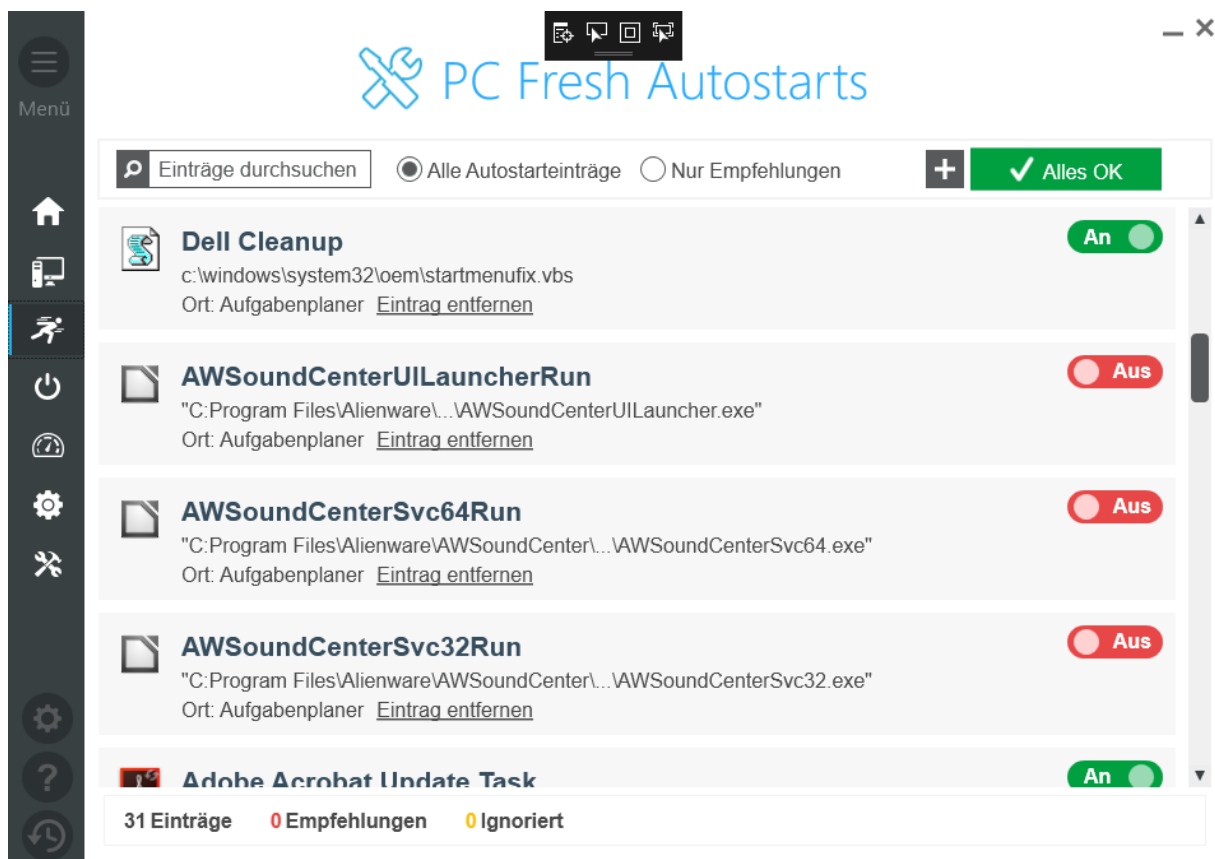 PC Fresh Autostarts
Menü
Einträge durchsuchen
Alle Autostarteinträge
Nur Empfehlungen
Alles OK
Dell Cleanup
An
c:\windows\system32\oem\startmenufix.vbs
Ort: Aufgabenplaner Eintrag entfernen
AWSoundCenterUILauncherRun
Aus
"C:Program Files\Alienware\...\AWSoundCenterUILauncher.exe"
Ort: Aufgabenplaner Eintrag entfernen
AWSoundCenterSvc64Run
Aus
"C:Program Files\Alienware\AWSoundCenter\...\AWSoundCenterSvc64.exe"
Ort: Aufgabenplaner Eintrag entfernen
AWSoundCenterSvc32Run
Aus
"C:Program Files\Alienware\AWSoundCenter\...\AWSoundCenterSvc32.exe"
Ort: Aufgabenplaner Eintrag entfernen
Adobe Acrobat Update Task
An
31 Einträge
0 Empfehlungen
0 Ignoriert